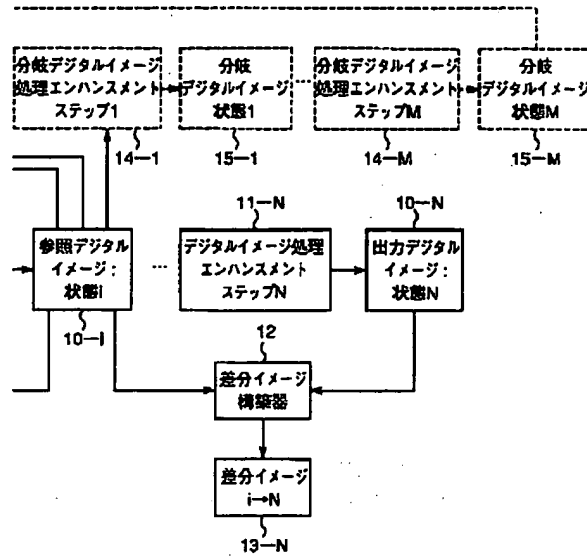 分岐デジタルイメージ
処理エンハンスメント
ステップ1
分岐
デジタルイメージ
状態1
分岐デジタルイメージ
処理エンハンスメント
ステップM
分岐
デジタルイメージ
状態M
14—1
15—1
14—M
15—M
11—N
10—N
参照デジタル
イメージ：
状態i
デジタルイメージ処理
エンハンスメント
ステップN
出力デジタル
イメージ：
状態N
10—i
12
差分イメージ
構築器
差分イメージ
i→N
13—N